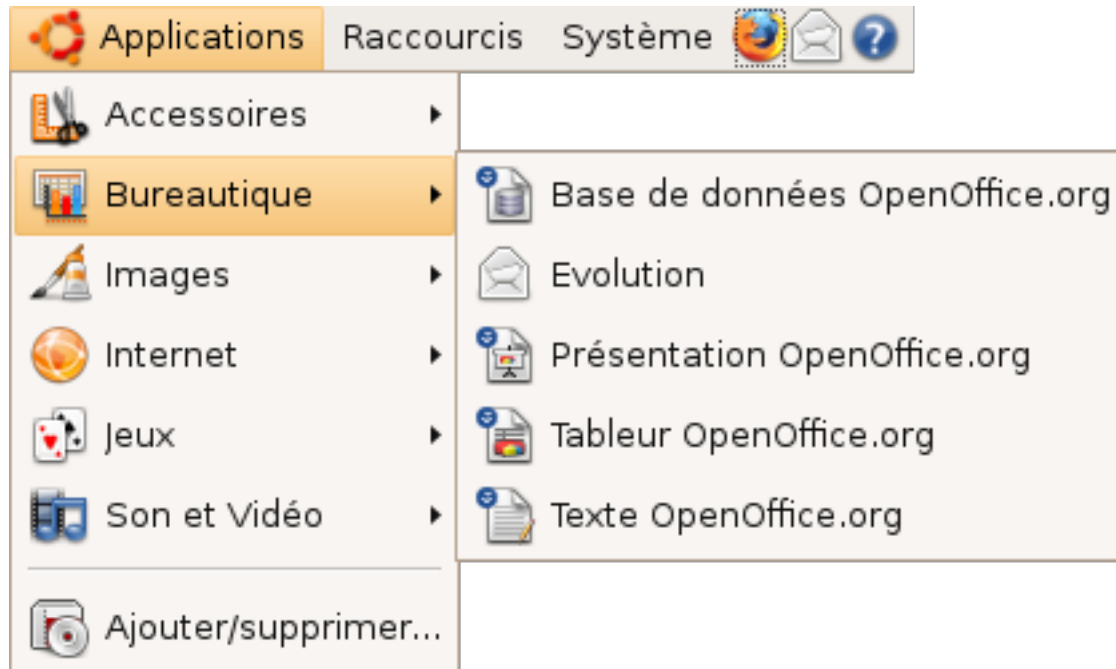 Applications Raccourcis Système
Accessoires
Bureautique
Images
Internet
Jeux
Son et Vidéo
Ajouter/supprimer...
Base de données OpenOffice.org
Evolution
Présentation OpenOffice.org
Tableur OpenOffice.org
Texte OpenOffice.org